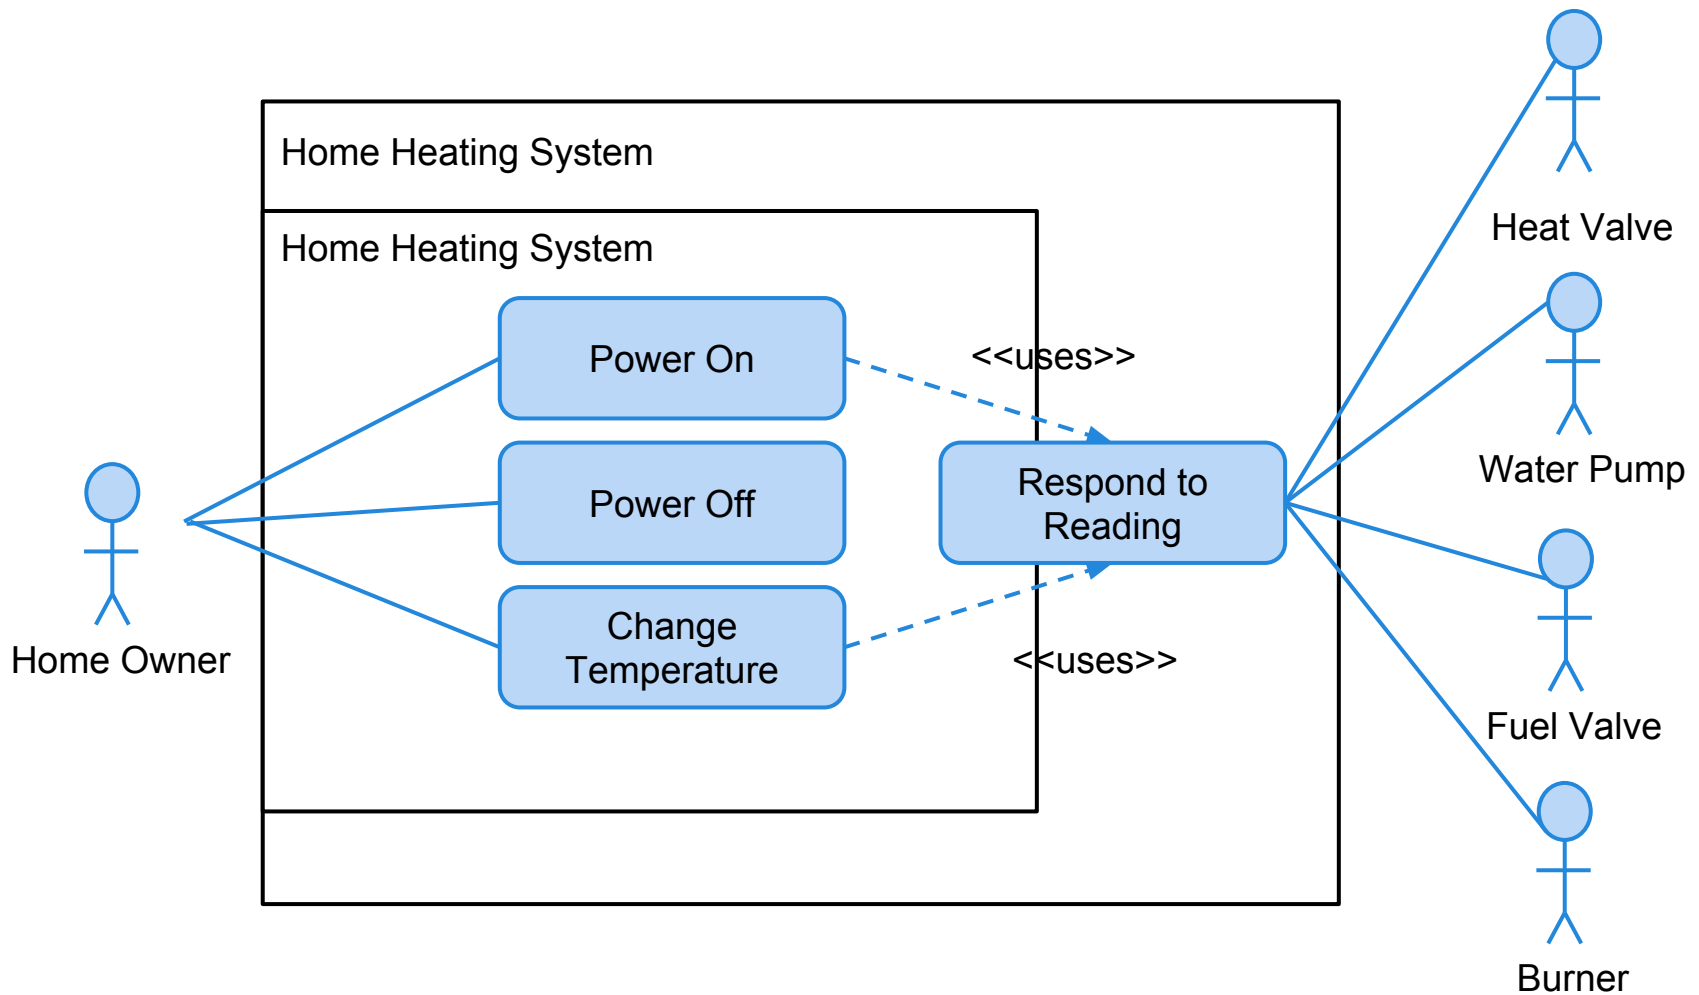 Home Heating System
Home Heating System
Power On
<<uses>>
Power Off
Respond to
Reading
Change
Temperature
<<uses>>
Home Owner
Heat Valve
Water Pump
Fuel Valve
Burner